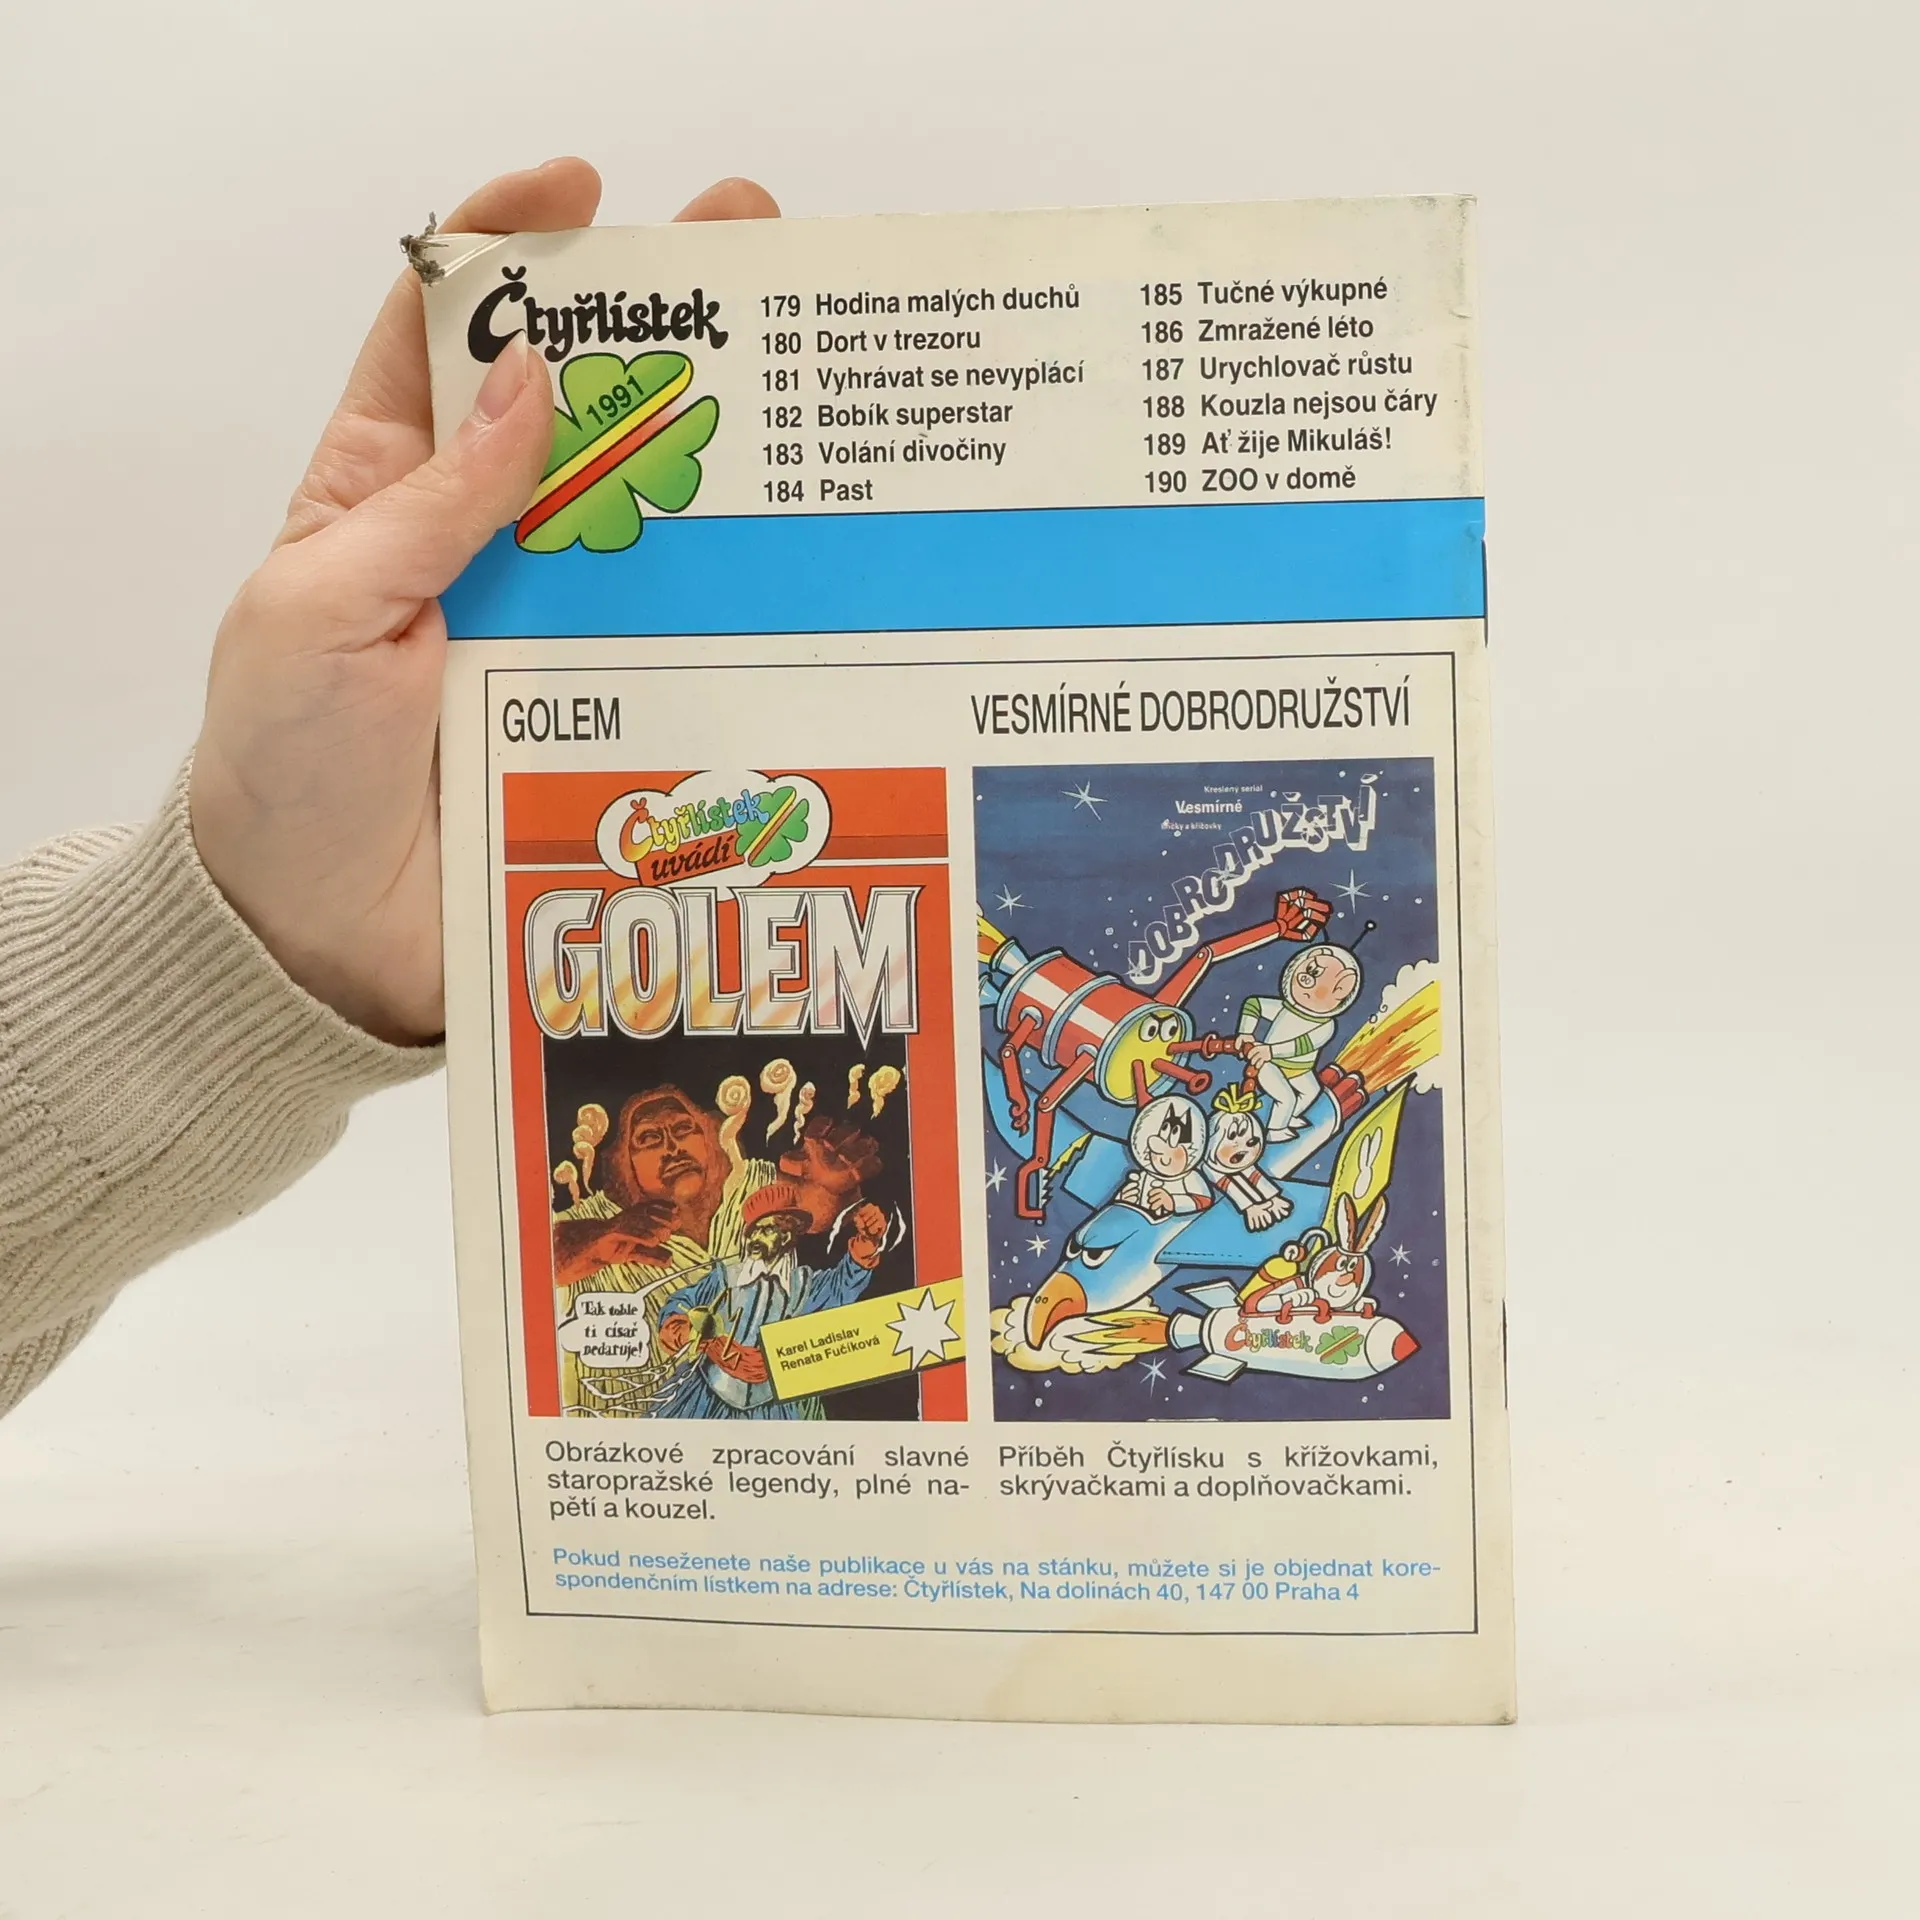 Čtyřlístek
1991
179 Hodina malých duchů
180 Dort v trezoru
181 Vyhrávat se nevyplácí
182 Bobík superstar
183 Volání divočiny
184 Past
185 Tučné výkupné
186 Zmražené léto
187 Urychlovač růstu
188 Kouzla nejsou čáry
189 Ať žije Mikuláš!
190 ZOO v domě
GOLEM
Čtyřlístek
uvádí
GOLEM
Tak tohle
ti císař
nedaruje!
Karel Ladislav
Renata Fučíková
Obrázkové zpracování slavné
staropražské legendy, plné na-
pětí a kouzel.
VESMÍRNÉ DOBRODRUŽSTVÍ
Kreslený seriál
Vesmírné
DOBRODRUŽSTVÍ
Čtyřlístek
Příběh Čtyřlísku s křížovkami,
skrývačkami a doplňovačkami.
Pokud neseženete naše publikace u vás na stánku, můžete si je objednat kore-
spondenčním lístkem na adrese: Čtyřlístek, Na dolinách 40, 147 00 Praha 4